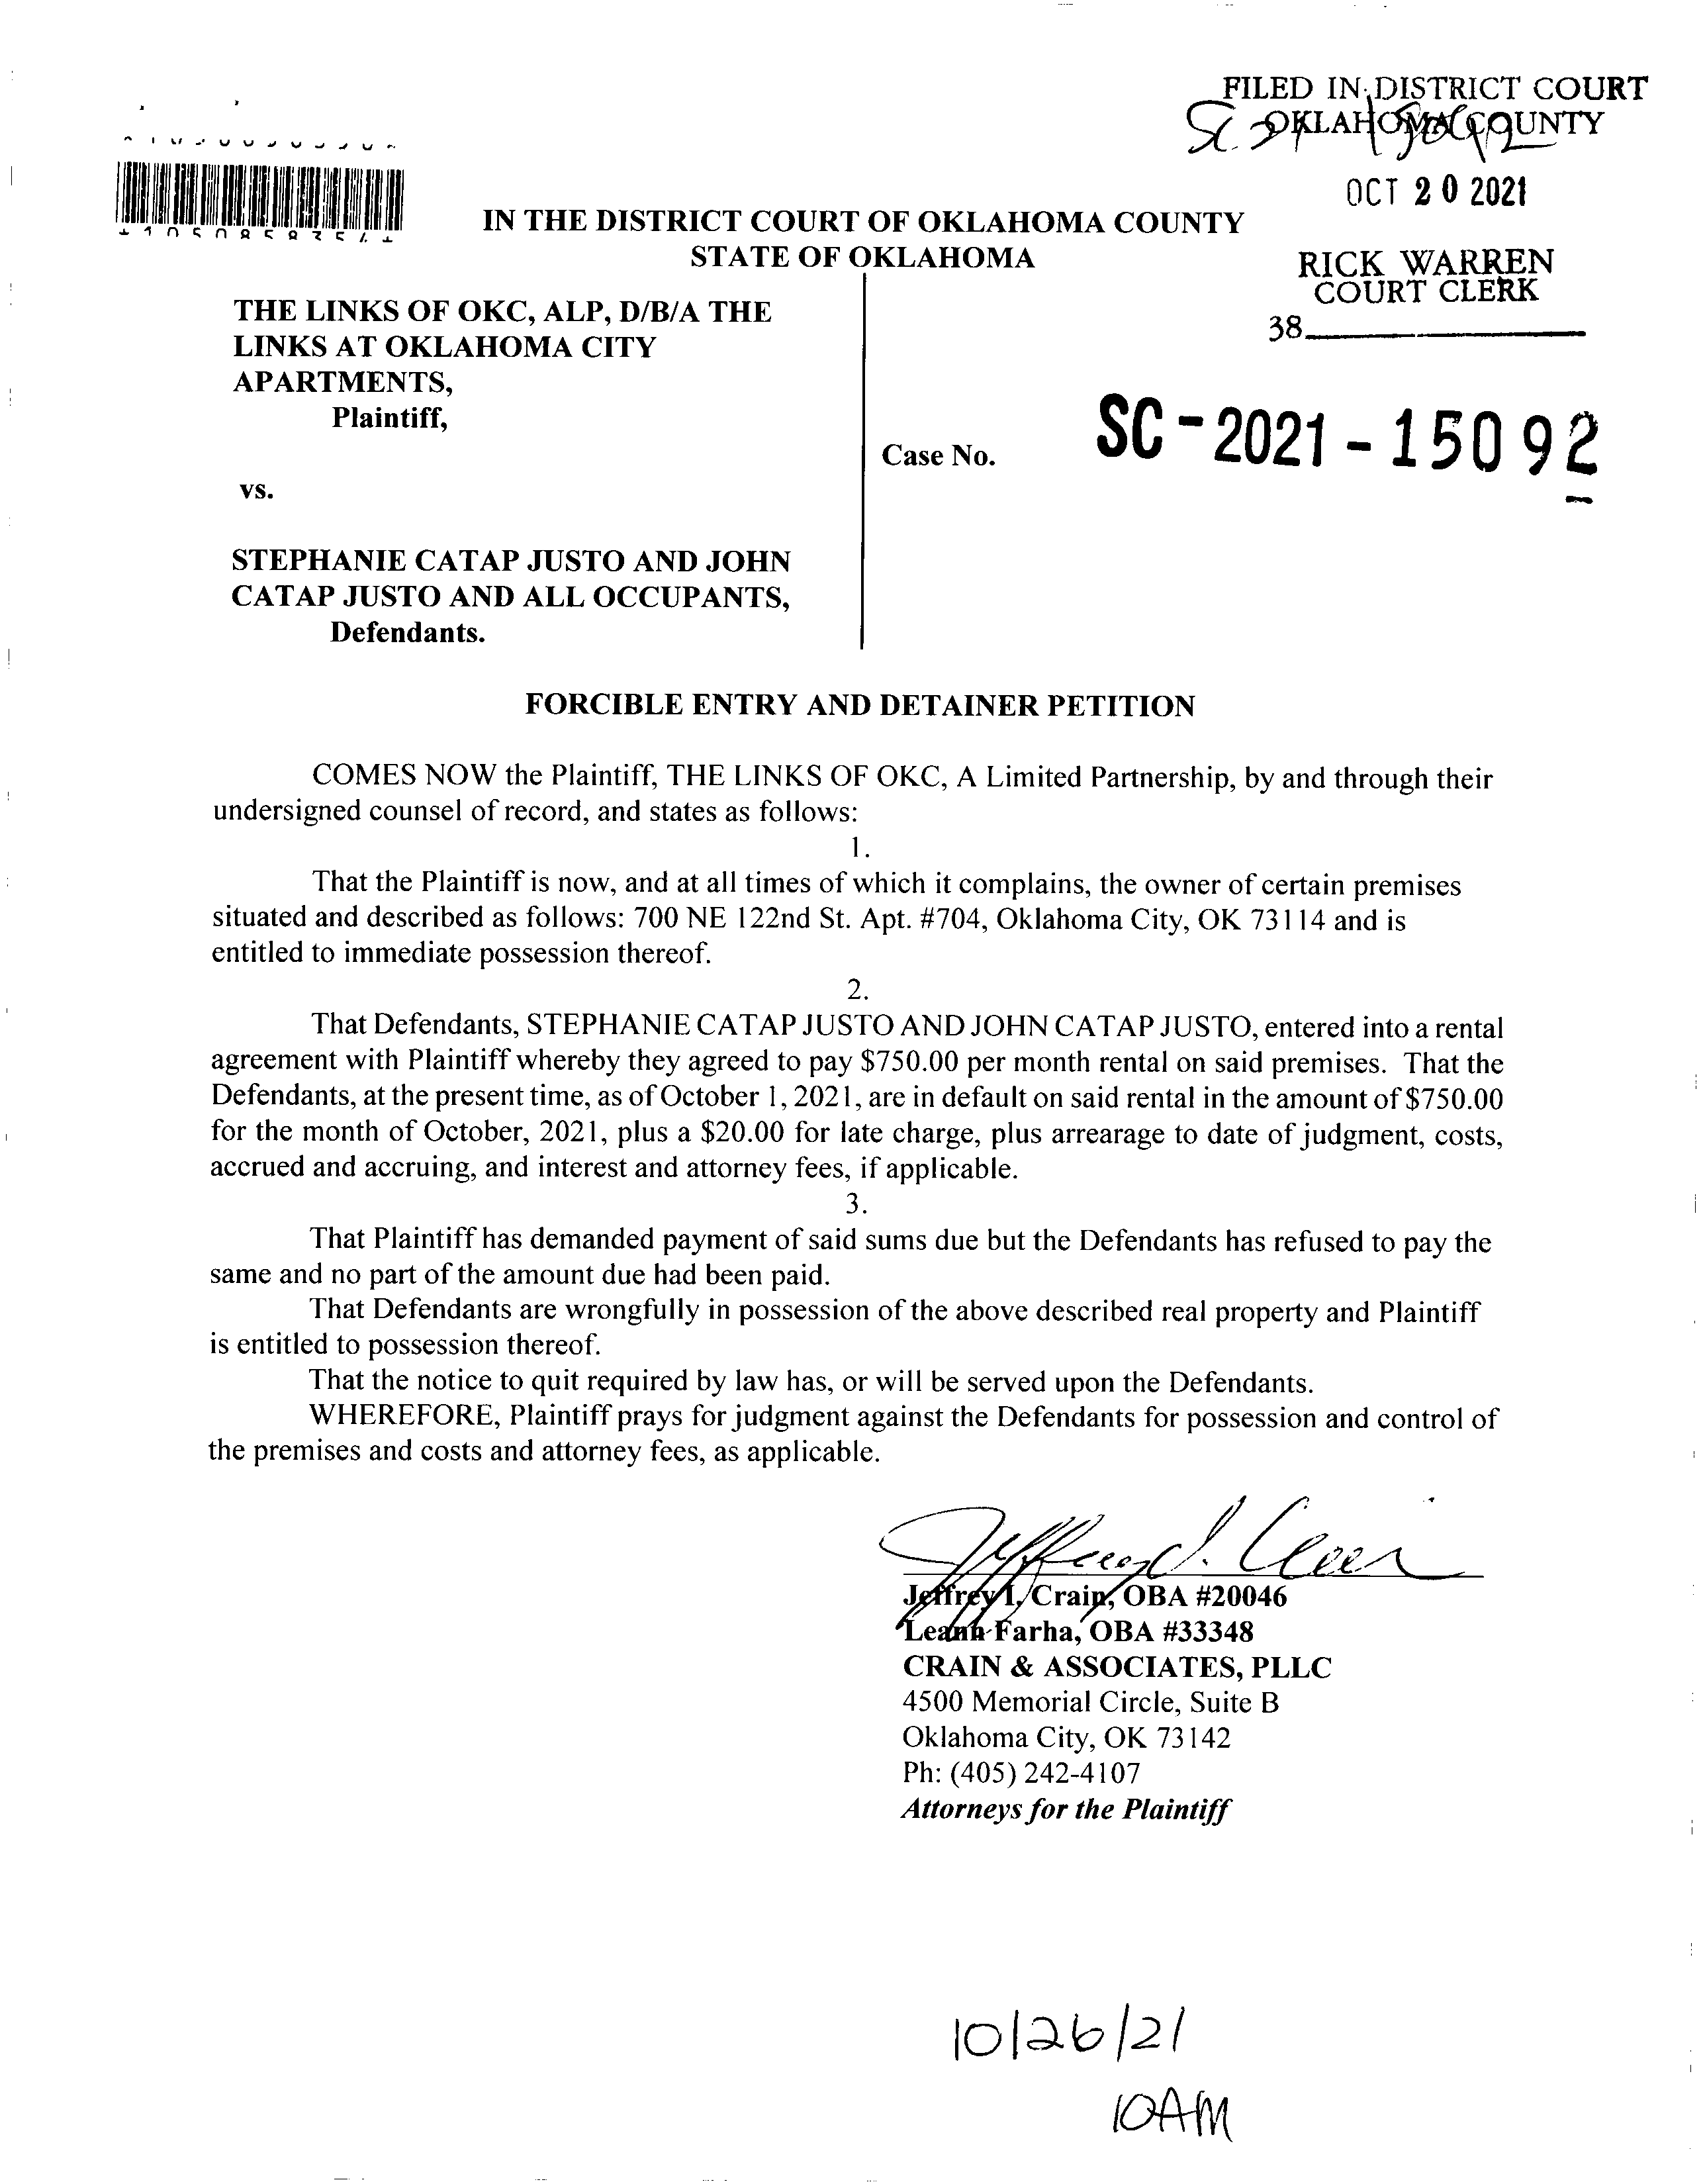 FILED IN DISTRICT COURT
OKLAHOMA COUNTY
OCT 20 2021
RICK WARREN
COURT CLERK
38
IN THE DISTRICT COURT OF OKLAHOMA COUNTY
STATE OF OKLAHOMA
THE LINKS OF OKC, ALP, D/B/A THE
LINKS AT OKLAHOMA CITY
APARTMENTS,
Plaintiff,
Case No.
SC-2021-15092
vs.
STEPHANIE CATAP JUSTO AND JOHN
CATAP JUSTO AND ALL OCCUPANTS,
Defendants.
FORCIBLE ENTRY AND DETAINER PETITION
COMES NOW the Plaintiff, THE LINKS OF OKC, A Limited Partnership, by and through their
undersigned counsel of record, and states as follows:
1.
That the Plaintiff is now, and at all times of which it complains, the owner of certain premises
situated and described as follows: 700 NE 122nd St. Apt. #704, Oklahoma City, OK 73114 and is
entitled to immediate possession thereof.
2.
That Defendants, STEPHANIE CATAP JUSTO AND JOHN CATAP JUSTO, entered into a rental
agreement with Plaintiff whereby they agreed to pay $750.00 per month rental on said premises. That the
Defendants, at the present time, as of October 1, 2021, are in default on said rental in the amount of $750.00
for the month of October, 2021, plus a $20.00 for late charge, plus arrearage to date of judgment, costs,
accrued and accruing, and interest and attorney fees, if applicable.
3.
That Plaintiff has demanded payment of said sums due but the Defendants has refused to pay the
same and no part of the amount due had been paid.
That Defendants are wrongfully in possession of the above described real property and Plaintiff
is entitled to possession thereof.
That the notice to quit required by law has, or will be served upon the Defendants.
WHEREFORE, Plaintiff prays for judgment against the Defendants for possession and control of
the premises and costs and attorney fees, as applicable.
Jeffrey I. Crain, OBA #20046
Leann Farha, OBA #33348
CRAIN & ASSOCIATES, PLLC
4500 Memorial Circle, Suite B
Oklahoma City, OK 73142
Ph: (405) 242-4107
Attorneys for the Plaintiff
10/26/21
10AM